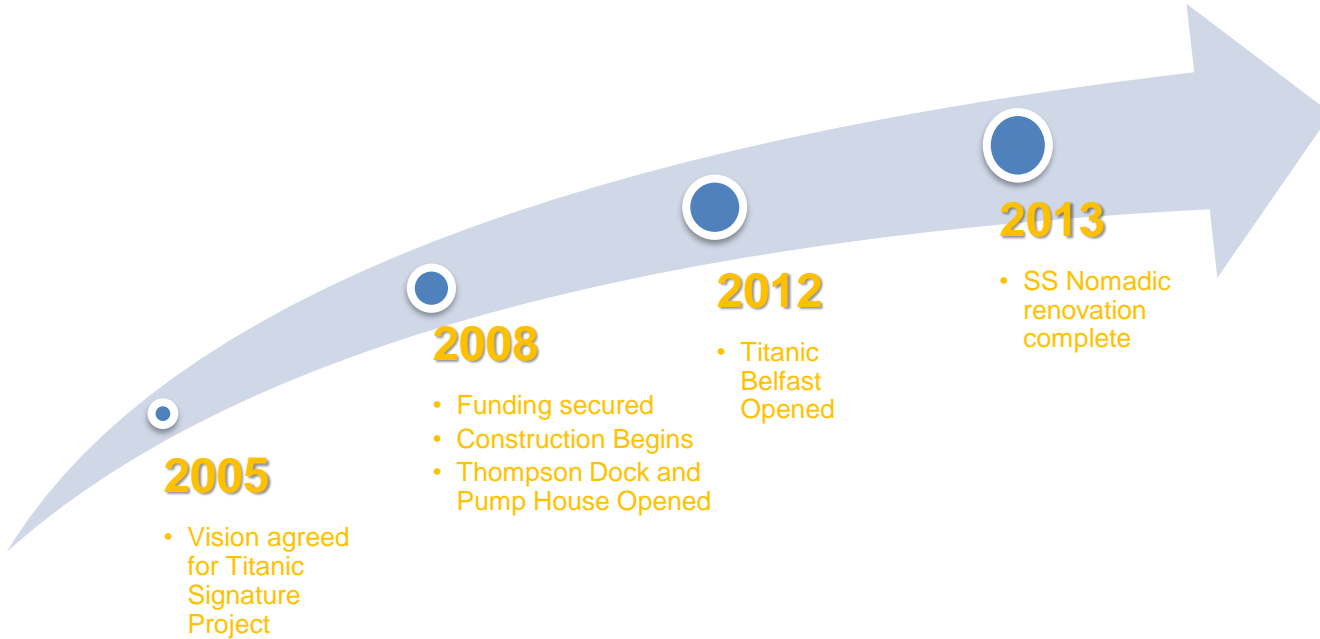 2005
• Vision agreed
for Titanic
Signature
Project
2008
• Funding secured
• Construction Begins
• Thompson Dock and
Pump House Opened
2012
• Titanic
Belfast
Opened
2013
• SS Nomadic
renovation
complete